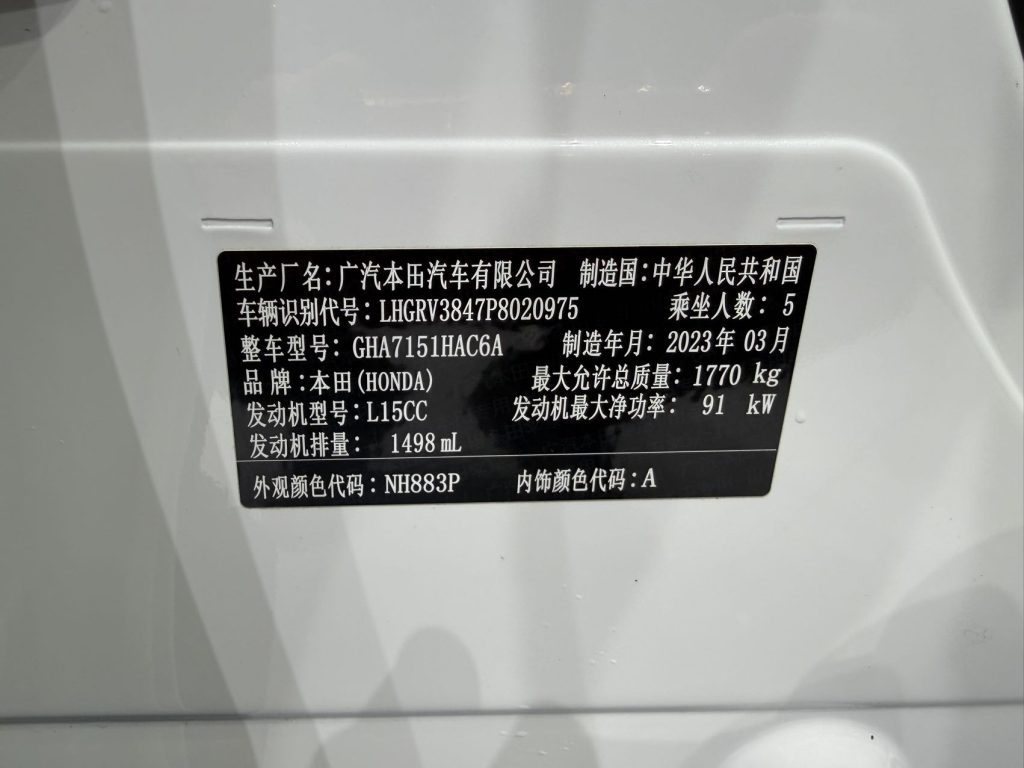 生产厂名：广汽本田汽车有限公司 制造国：中华人民共和国
车辆识别代号：LHGRV3847P8020975 乘坐人数：5
整车型号：GHA7151HAC6A 制造年月：2023年 03月
品牌：本田(HONDA) 最大允许总质量：1770 kg
发动机型号：L15CC 发动机最大净功率： 91 kW
发动机排量： 1498 mL
外观颜色代码：NH883P 内饰颜色代码：A